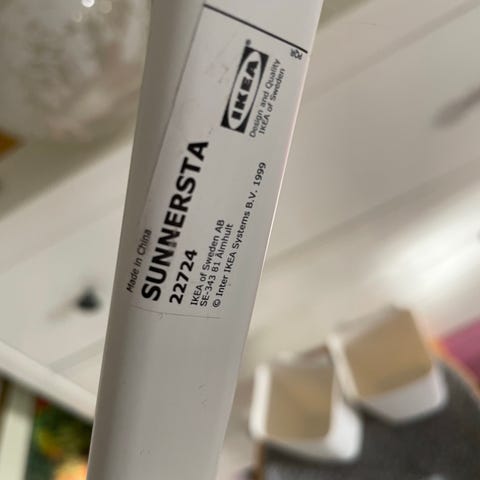 Made in China
SUNNERSTA
22724
IKEA of Sweden AB
SE-343 81 Älmhult
© Inter IKEA Systems B.V. 1999
IKEA
Design and Quality
IKEA of Sweden